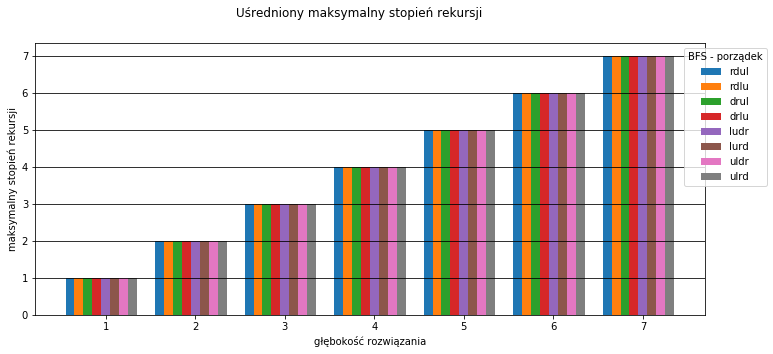 Uśredniony maksymalny stopień rekursji
maksymalny stopień rekursji
7
6
5
4
3
2
1
0
1 2 3 4 5 6 7
głębokość rozwiązania
BFS - porządek
rdul
rdlu
drul
drlu
ludr
lurd
uldr
ulrd